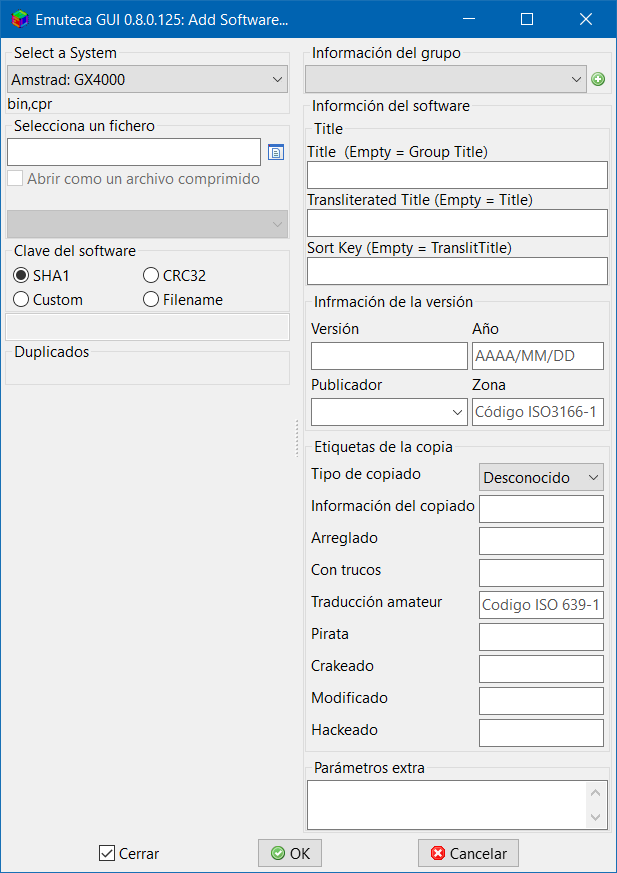 Emuteca GUI 0.8.0.125: Add Software...
Select a System
Amstrad: GX4000
bin,cpr
Selecciona un fichero
Abrir como un archivo comprimido
Clave del software
SHA1
CRC32
Custom
Filename
Duplicados
Información del grupo
Informción del software
Title
Title  (Empty = Group Title)
Transliterated Title (Empty = Title)
Sort Key (Empty = TranslitTitle)
Infrmación de la versión
Versión
Año
AAAA/MM/DD
Publicador
Zona
Código ISO3166-1
Etiquetas de la copia
Tipo de copiado
Desconocido
Información del copiado
Arreglado
Con trucos
Traducción amateur
Codigo ISO 639-1
Pirata
Crakeado
Modificado
Hackeado
Parámetros extra
Cerrar
OK
Cancelar